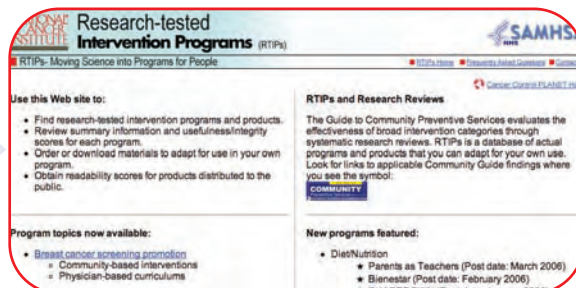 Research-tested
Intervention Programs (RTIPs)
SAMHSA
RTIPs- Moving Science into Programs for People
RTIPs Home
Frequently Asked Questions
Cancer Control PLANET
Use this Web site to:
Find research-tested intervention programs and products.
Review summary information and usefulness/integrity
scores for each program.
Order or download materials to adapt for use in your own
program.
Obtain readability scores for products distributed to the
public.
Program topics now available:
Breast cancer screening promotion
Community-based interventions
Physician-based curriculums
RTIPs and Research Reviews
The Guide to Community Preventive Services evaluates the
effectiveness of broad intervention categories through
systematic research reviews. RTIPs is a database of actual
programs and products that you can adapt for your own use.
Look for links to applicable Community Guide findings where
you see the symbol:
COMMUNITY
New programs featured:
Diet/Nutrition
Parents as Teachers (Post date: March 2006)
Bienestar (Post date: February 2006)